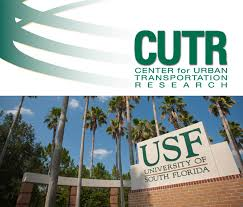 CUTR
CENTER for URBAN
TRANSPORTATION
RESEARCH
USF
UNIVERSITY OF
SOUTH FLORIDA